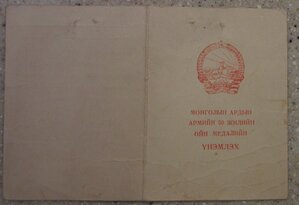 МОНГОЛЫН АРДЫН
АРМИЙН 50 ЖИЛИЙН
ОЙН МЕДАЛИЙН
ҮНЭМЛЭХ